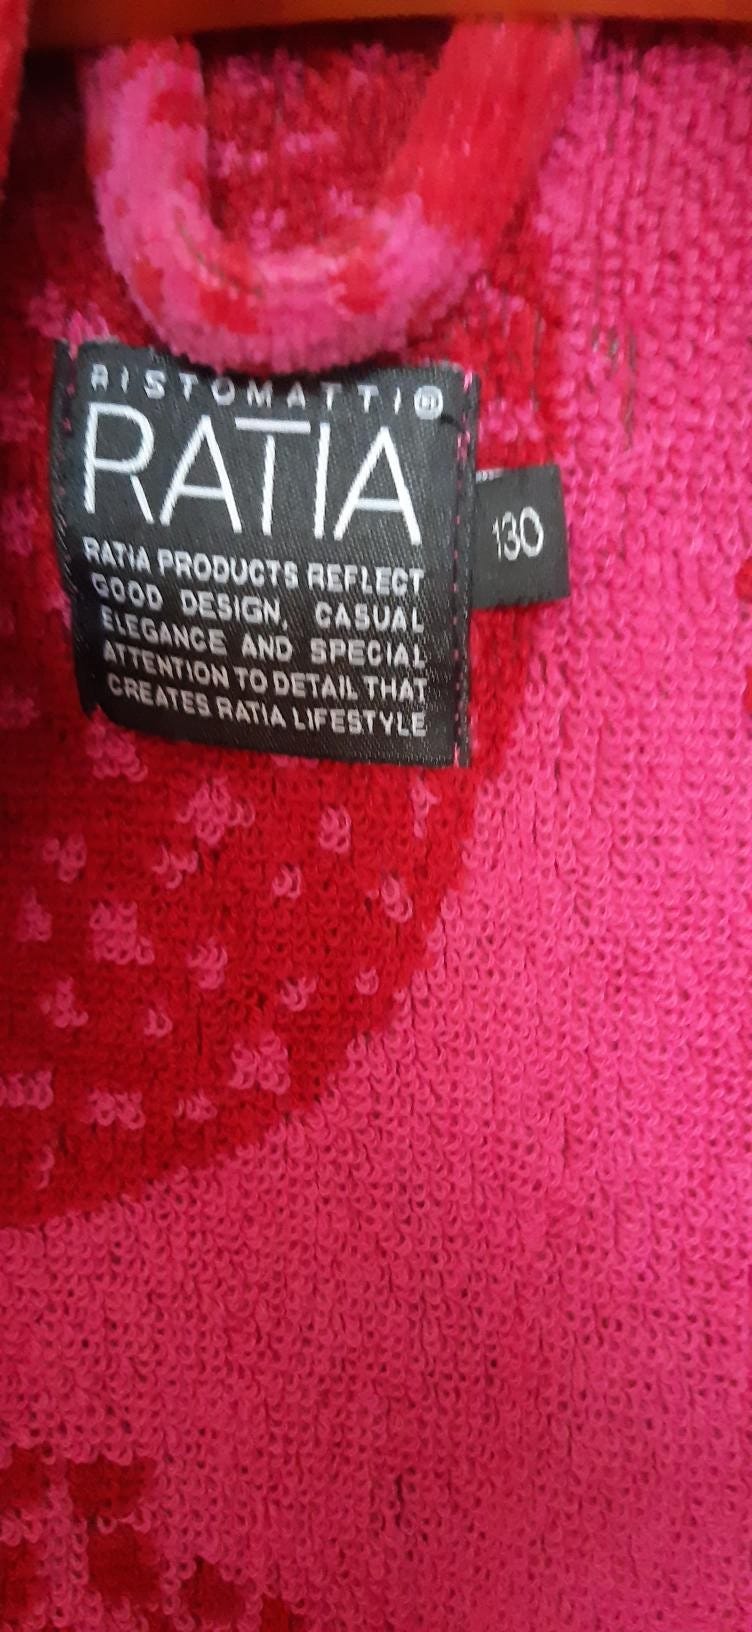 RISTOMATTI®
RATIA
RATIA PRODUCTS REFLECT
GOOD DESIGN, CASUAL
ELEGANCE AND SPECIAL
ATTENTION TO DETAIL THAT
CREATES RATIA LIFESTYLE
130